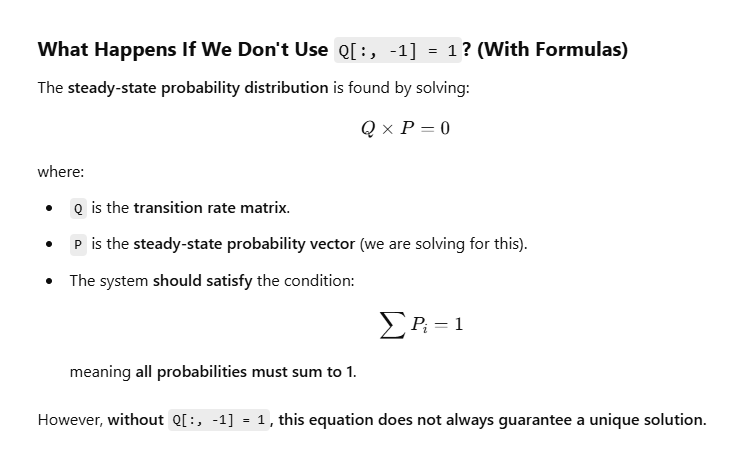 What Happens If We Don't Use Q[:, -1] = 1? (With Formulas)
The steady-state probability distribution is found by solving:
Q × P = 0
where:
• Q is the transition rate matrix.
• P is the steady-state probability vector (we are solving for this).
• The system should satisfy the condition:
∑ Pᵢ = 1
meaning all probabilities must sum to 1.
However, without Q[:, -1] = 1, this equation does not always guarantee a unique solution.